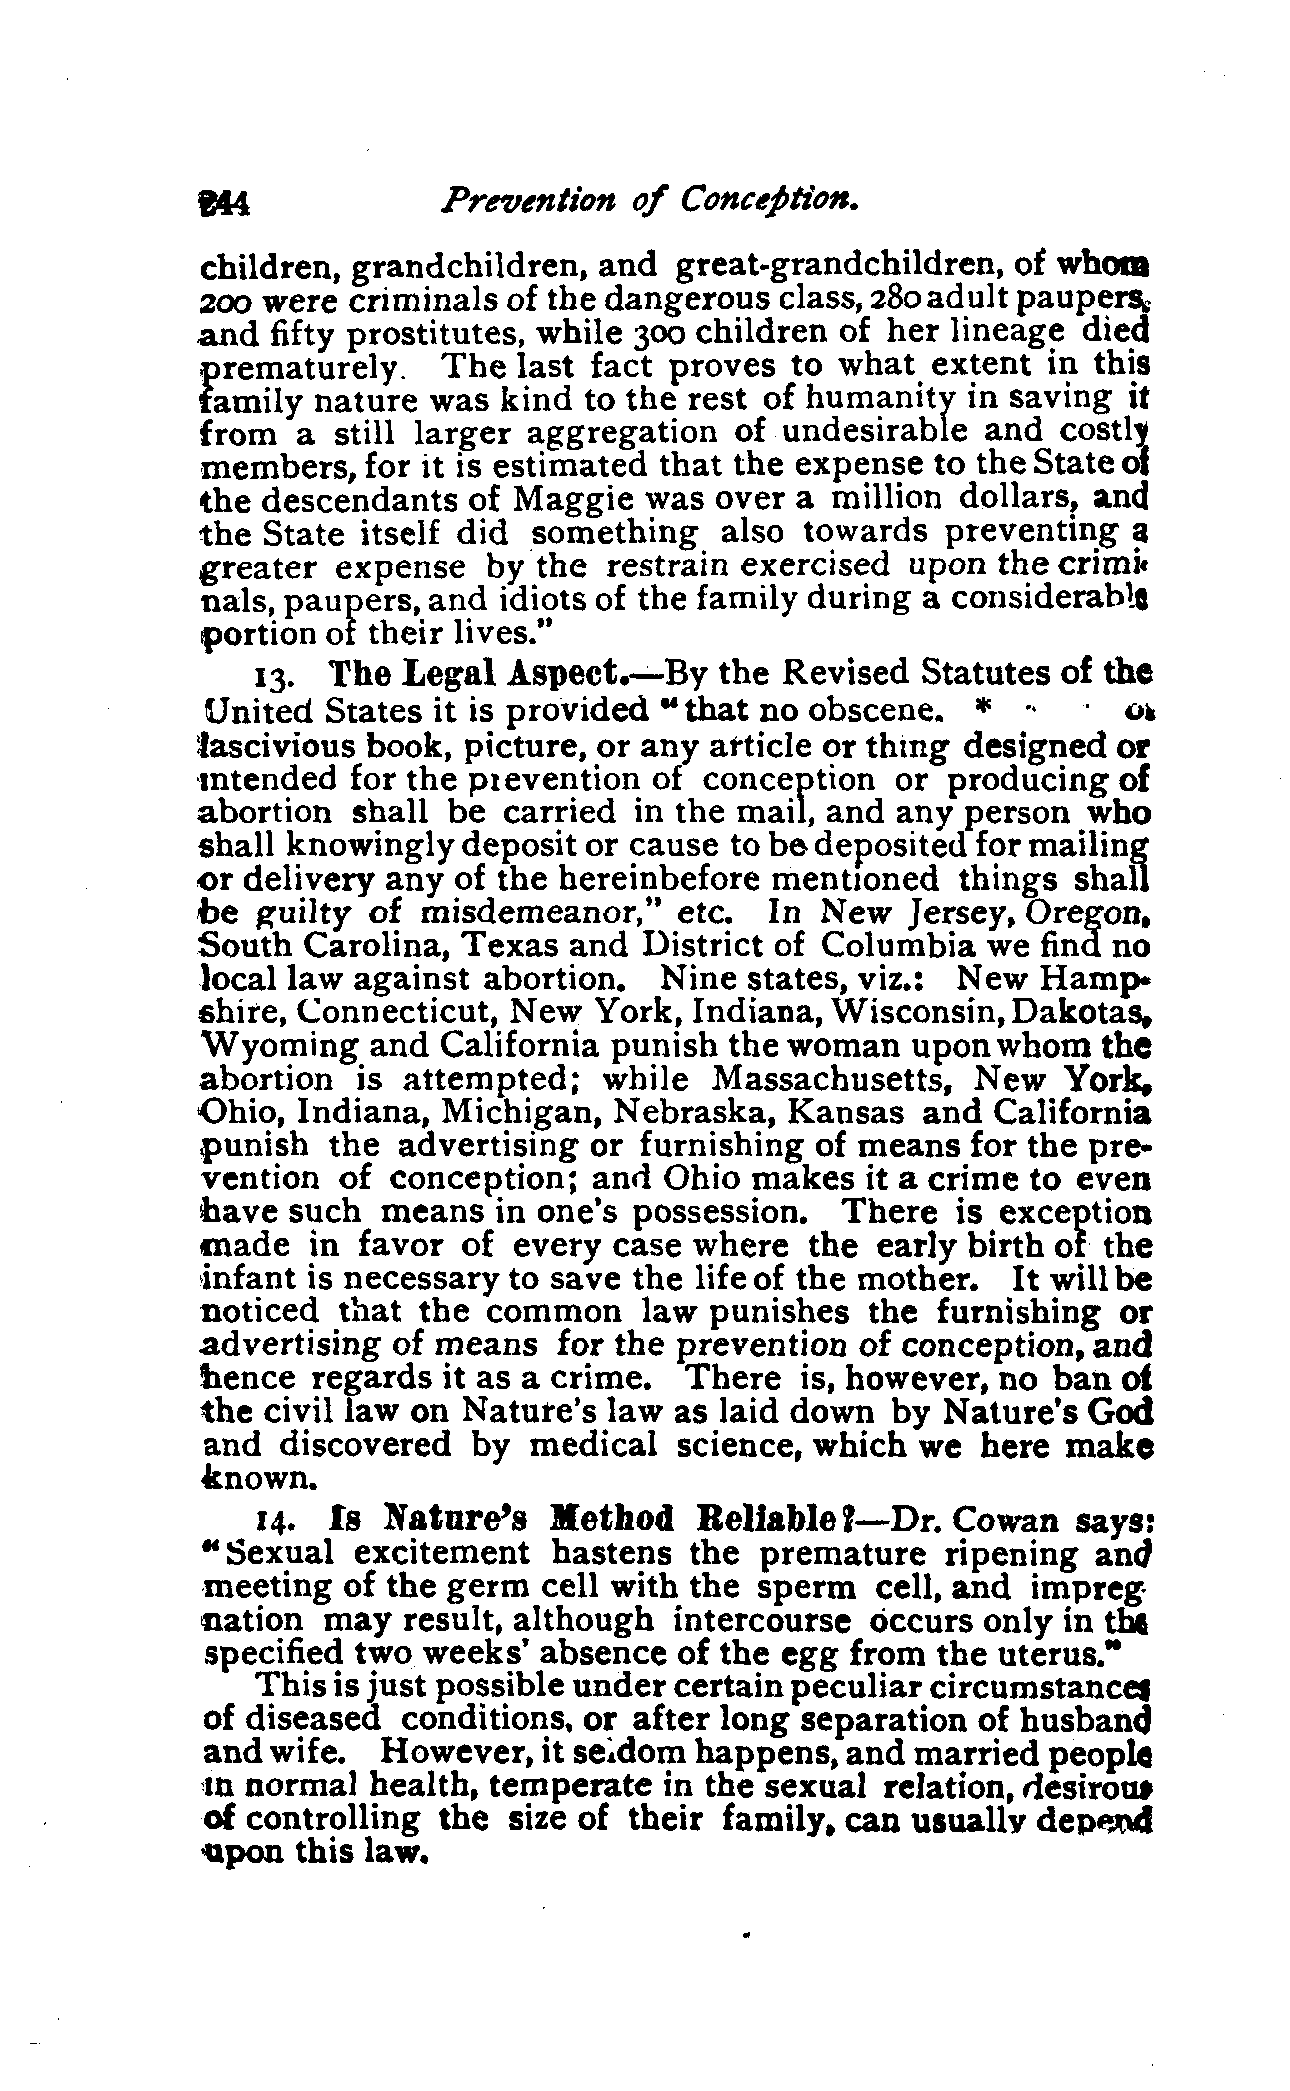 244 Prevention of Conception.
children, grandchildren, and great-grandchildren, of whom
200 were criminals of the dangerous class, 280 adult paupers,
and fifty prostitutes, while 300 children of her lineage died
prematurely. The last fact proves to what extent in this
family nature was kind to the rest of humanity in saving it
from a still larger aggregation of undesirable and costly
members, for it is estimated that the expense to the State of
the descendants of Maggie was over a million dollars, and
the State itself did something also towards preventing a
greater expense by the restrain exercised upon the crimi-
nals, paupers, and idiots of the family during a considerable
portion of their lives."
13. The Legal Aspect.—By the Revised Statutes of the
United States it is provided "that no obscene. * or
lascivious book, picture, or any article or thing designed or
intended for the prevention of conception or producing of
abortion shall be carried in the mail, and any person who
shall knowingly deposit or cause to be deposited for mailing
or delivery any of the hereinbefore mentioned things shall
be guilty of misdemeanor," etc. In New Jersey, Oregon,
South Carolina, Texas and District of Columbia we find no
local law against abortion. Nine states, viz.: New Hamp-
shire, Connecticut, New York, Indiana, Wisconsin, Dakotas,
Wyoming and California punish the woman upon whom the
abortion is attempted; while Massachusetts, New York,
Ohio, Indiana, Michigan, Nebraska, Kansas and California
punish the advertising or furnishing of means for the pre-
vention of conception; and Ohio makes it a crime to even
have such means in one's possession. There is exception
made in favor of every case where the early birth of the
infant is necessary to save the life of the mother. It will be
noticed that the common law punishes the furnishing or
advertising of means for the prevention of conception, and
hence regards it as a crime. There is, however, no ban of
the civil law on Nature's law as laid down by Nature's God
and discovered by medical science, which we here make
known.
14. Is Nature's Method Reliable?—Dr. Cowan says:
"Sexual excitement hastens the premature ripening and
meeting of the germ cell with the sperm cell, and impreg-
nation may result, although intercourse occurs only in the
specified two weeks' absence of the egg from the uterus."
This is just possible under certain peculiar circumstances
of diseased conditions, or after long separation of husband
and wife. However, it seldom happens, and married people
in normal health, temperate in the sexual relation, desirous
of controlling the size of their family, can usually depend
upon this law.